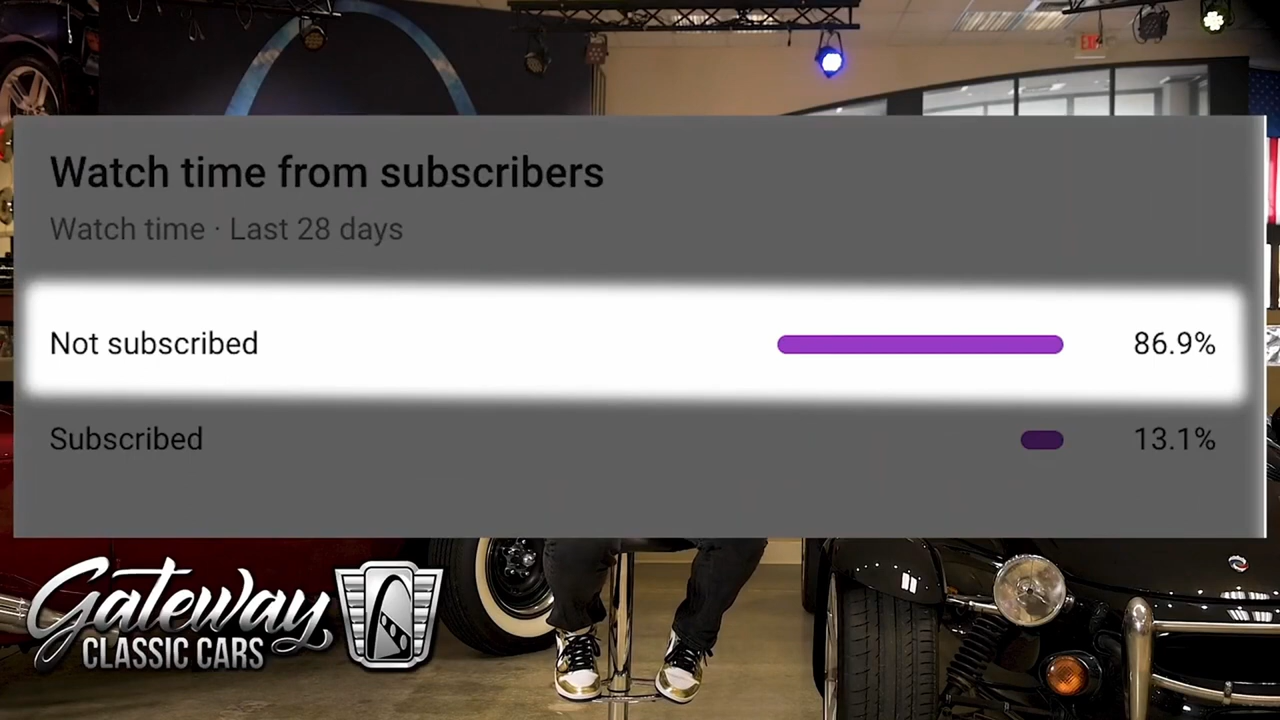 EXIT
Watch time from subscribers
Watch time · Last 28 days
Not subscribed
86.9%
Subscribed
13.1%
Gateway
CLASSIC CARS